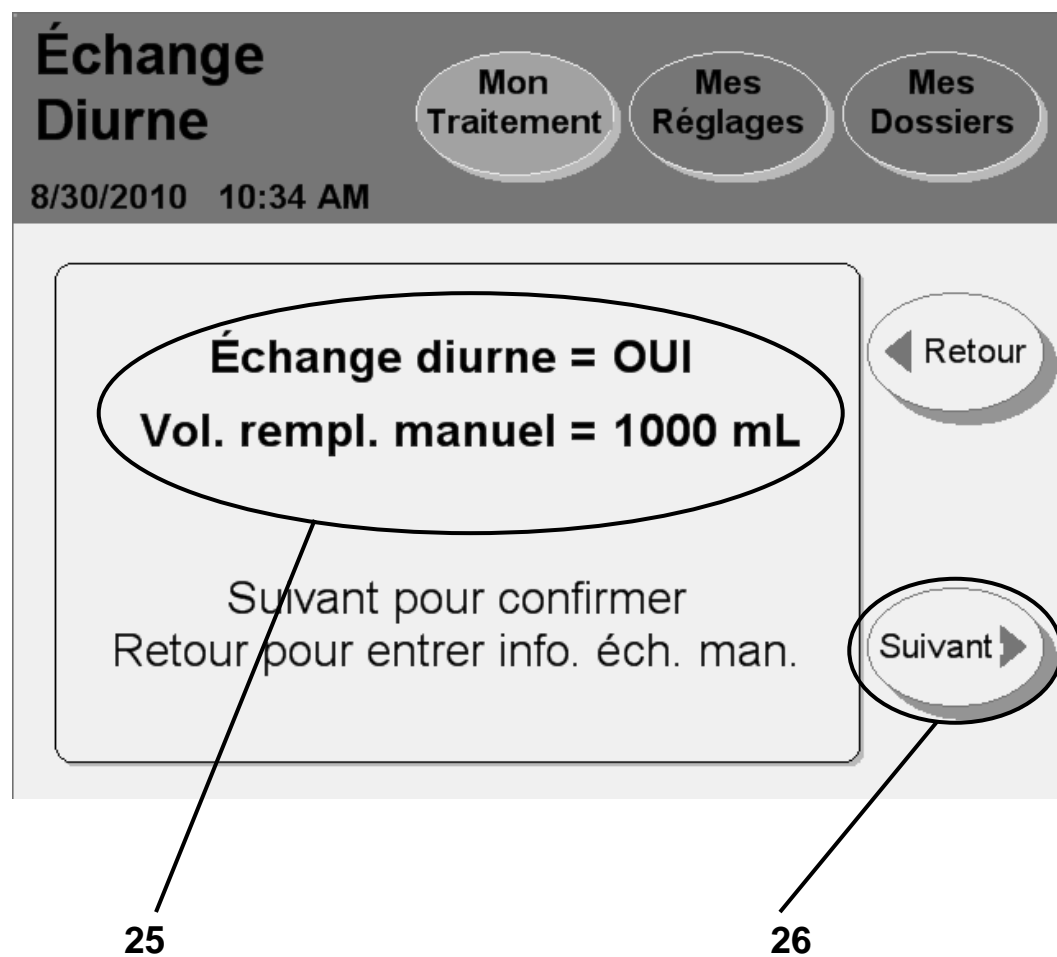 Échange
Diurne
8/30/2010 10:34 AM
Mon
Traitement
Mes
Réglages
Mes
Dossiers
Échange diurne = OUI
Vol. rempl. manuel = 1000 mL
Suivant pour confirmer
Retour pour entrer info. éch. man.
Retour
Suivant
25
26